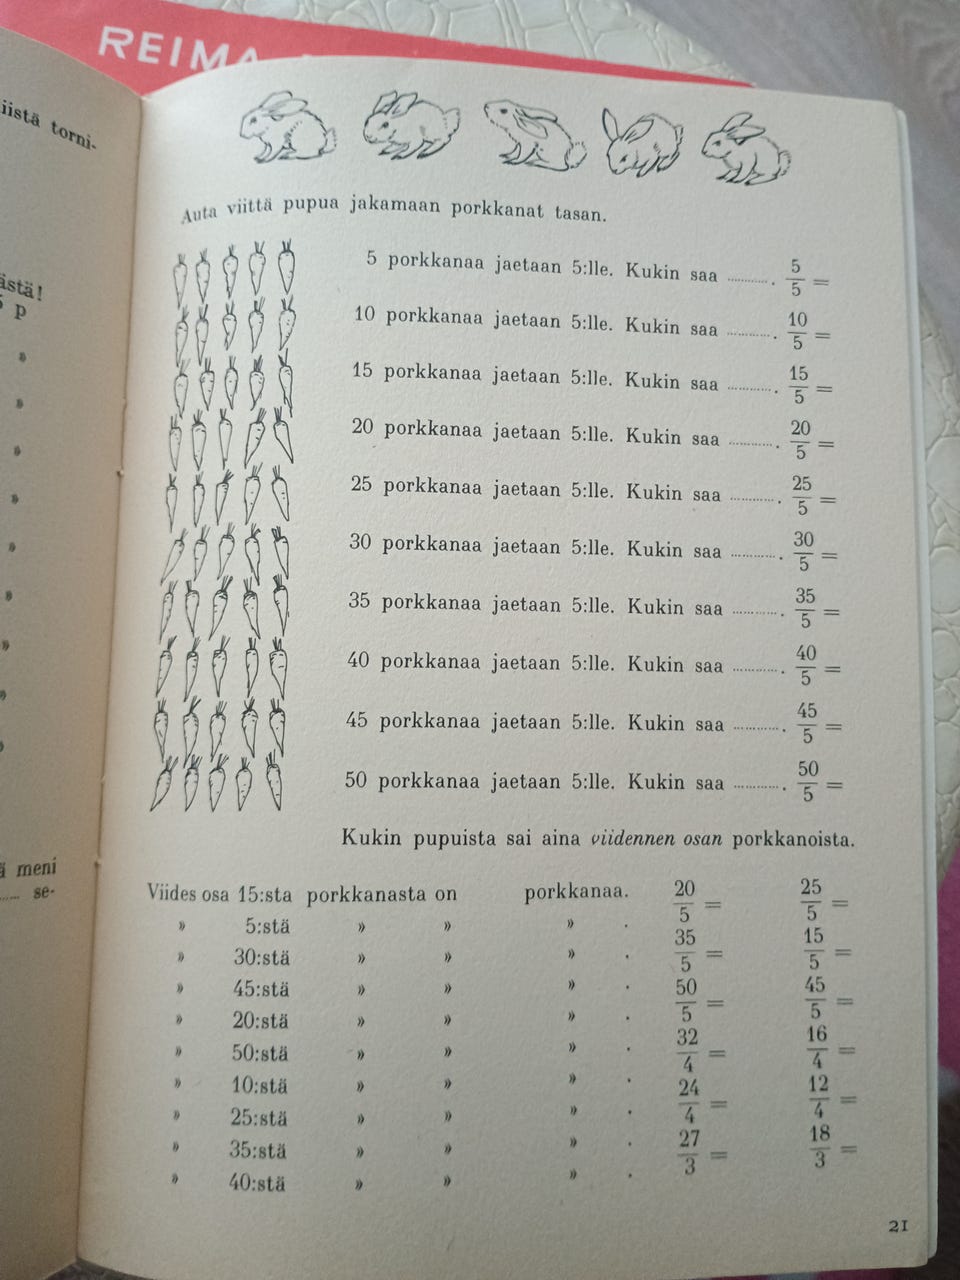 REIMA
iistä torni-
ästä!
5 p
»
»
»
»
»
»
»
»
»
ä meni
...... se-
Auta viittä pupua jakamaan porkkanat tasan.
5 porkkanaa jaetaan 5:lle. Kukin saa ............ . 5/5 =
10 porkkanaa jaetaan 5:lle. Kukin saa ............ . 10/5 =
15 porkkanaa jaetaan 5:lle. Kukin saa ............ . 15/5 =
20 porkkanaa jaetaan 5:lle. Kukin saa ............ . 20/5 =
25 porkkanaa jaetaan 5:lle. Kukin saa ............ . 25/5 =
30 porkkanaa jaetaan 5:lle. Kukin saa ............ . 30/5 =
35 porkkanaa jaetaan 5:lle. Kukin saa ............ . 35/5 =
40 porkkanaa jaetaan 5:lle. Kukin saa ............ . 40/5 =
45 porkkanaa jaetaan 5:lle. Kukin saa ............ . 45/5 =
50 porkkanaa jaetaan 5:lle. Kukin saa ............ . 50/5 =
Kukin pupuista sai aina viidennen osan porkkanoista.
Viides osa 15:sta porkkanasta on porkkanaa. 20/5 = 25/5 =
» 5:stä » » » .
» 30:stä » » » . 35/5 = 15/5 =
» 45:stä » » » . 50/5 = 45/5 =
» 20:stä » » » .
» 50:stä » » » . 32/4 = 16/4 =
» 10:stä » » » .
» 25:stä » » » . 24/4 = 12/4 =
» 35:stä » » » . 27/3 = 18/3 =
» 40:stä » » » .
21